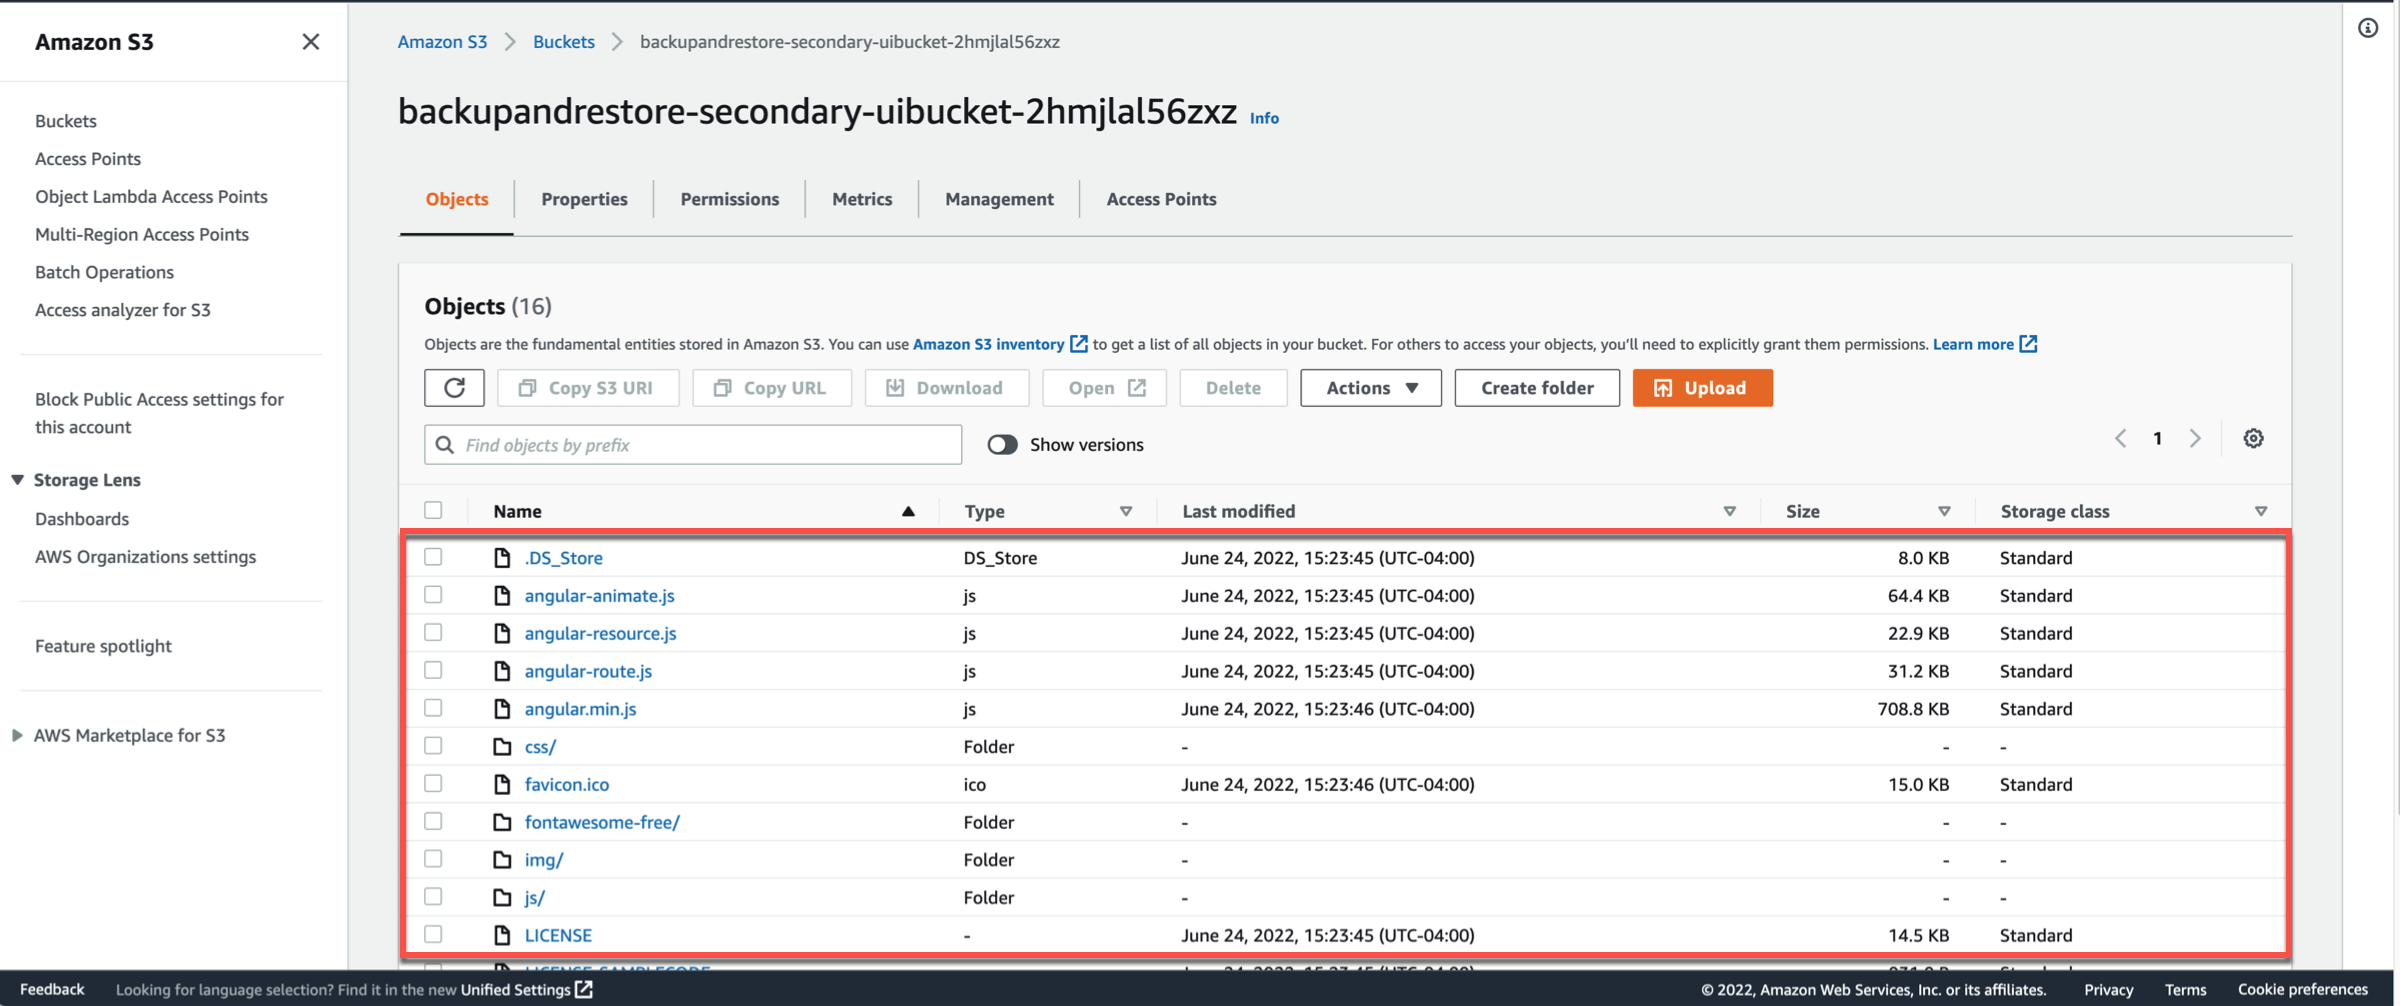 Amazon S3
Buckets
Access Points
Object Lambda Access Points
Multi-Region Access Points
Batch Operations
Access analyzer for S3
Block Public Access settings for
this account
Storage Lens
Dashboards
AWS Organizations settings
Feature spotlight
AWS Marketplace for S3
Amazon S3 > Buckets > backupandrestore-secondary-uibucket-2hmjlal56zxz
backupandrestore-secondary-uibucket-2hmjlal56zxz Info
Objects Properties Permissions Metrics Management Access Points
Objects (16)
Objects are the fundamental entities stored in Amazon S3. You can use Amazon S3 inventory to get a list of all objects in your bucket. For others to access your objects, you'll need to explicitly grant them permissions. Learn more
Copy S3 URI Copy URL Download Open Delete Actions Create folder Upload
Find objects by prefix Show versions 1
Name Type Last modified Size Storage class
.DS_Store DS_Store June 24, 2022, 15:23:45 (UTC-04:00) 8.0 KB Standard
angular-animate.js js June 24, 2022, 15:23:45 (UTC-04:00) 64.4 KB Standard
angular-resource.js js June 24, 2022, 15:23:45 (UTC-04:00) 22.9 KB Standard
angular-route.js js June 24, 2022, 15:23:45 (UTC-04:00) 31.2 KB Standard
angular.min.js js June 24, 2022, 15:23:46 (UTC-04:00) 708.8 KB Standard
css/ Folder - - -
favicon.ico ico June 24, 2022, 15:23:46 (UTC-04:00) 15.0 KB Standard
fontawesome-free/ Folder - - -
img/ Folder - - -
js/ Folder - - -
LICENSE - June 24, 2022, 15:23:45 (UTC-04:00) 14.5 KB Standard
Feedback Looking for language selection? Find it in the new Unified Settings © 2022, Amazon Web Services, Inc. or its affiliates. Privacy Terms Cookie preferences